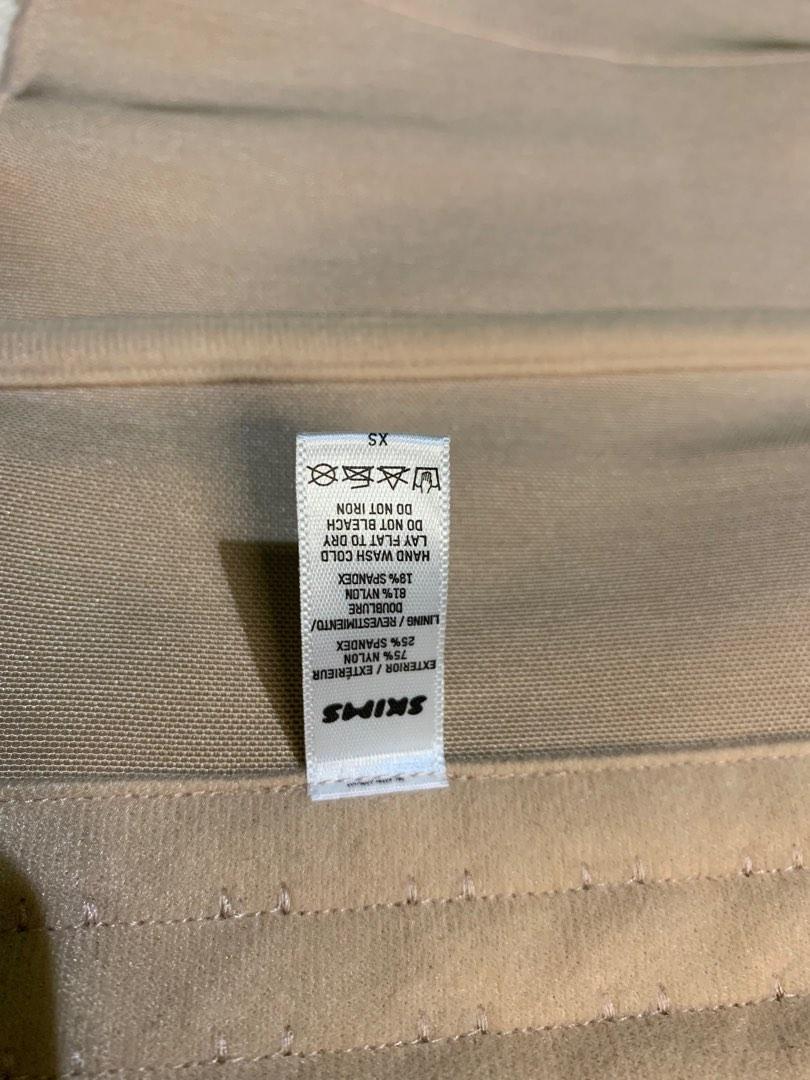 SKIMS
EXTERIOR / EXTÉRIEUR
75% NYLON
25% SPANDEX
LINING / REVESTIMIENTO/
DOUBLURE
81% NYLON
19% SPANDEX
HAND WASH COLD
LAY FLAT TO DRY
DO NOT BLEACH
DO NOT IRON
XS